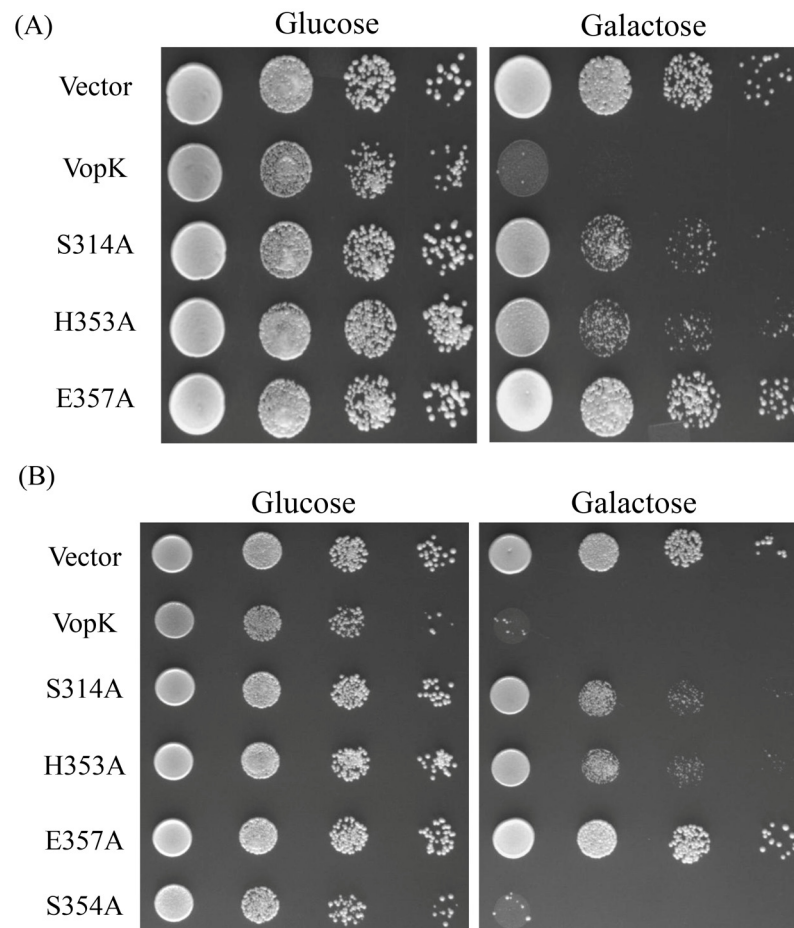 (A)
Glucose Galactose
Vector
VopK
S314A
H353A
E357A
(B)
Glucose Galactose
Vector
VopK
S314A
H353A
E357A
S354A